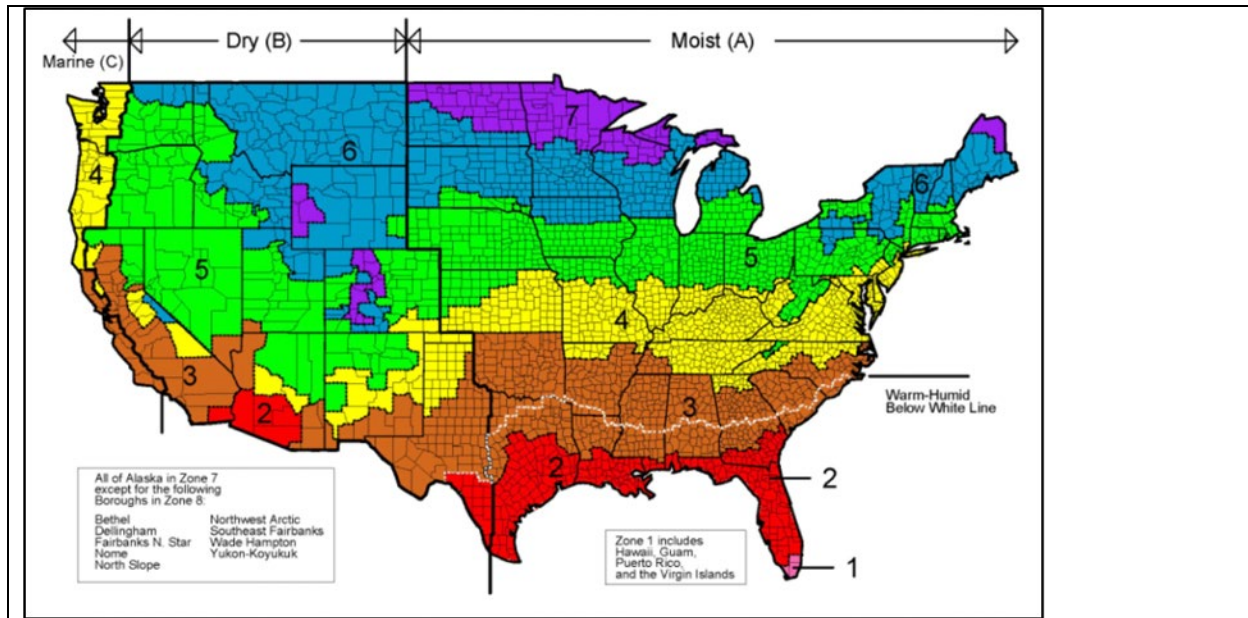 Marine (C)
Dry (B)
Moist (A)
7
6
6
4
5
5
4
3
3
Warm-Humid
Below White Line
2
2
2
1
All of Alaska in Zone 7
except for the following
Boroughs in Zone 8:
Bethel
Dellingham
Fairbanks N. Star
Nome
North Slope
Northwest Arctic
Southeast Fairbanks
Wade Hampton
Yukon-Koyukuk
Zone 1 includes
Hawaii, Guam,
Puerto Rico,
and the Virgin Islands